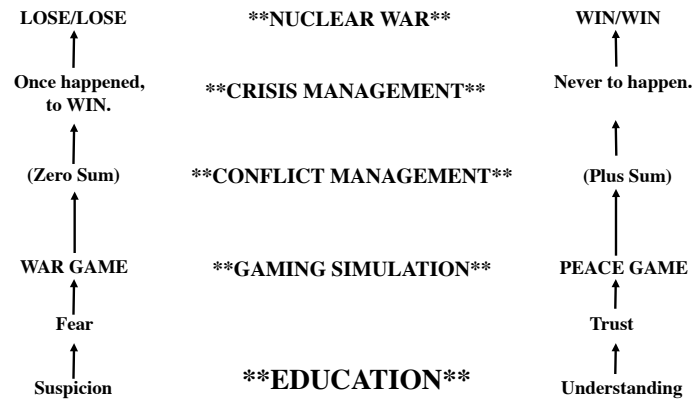 LOSE/LOSE **NUCLEAR WAR** WIN/WIN
Once happened,
to WIN.
**CRISIS MANAGEMENT** Never to happen.
(Zero Sum) **CONFLICT MANAGEMENT** (Plus Sum)
WAR GAME **GAMING SIMULATION** PEACE GAME
Fear Trust
Suspicion **EDUCATION** Understanding